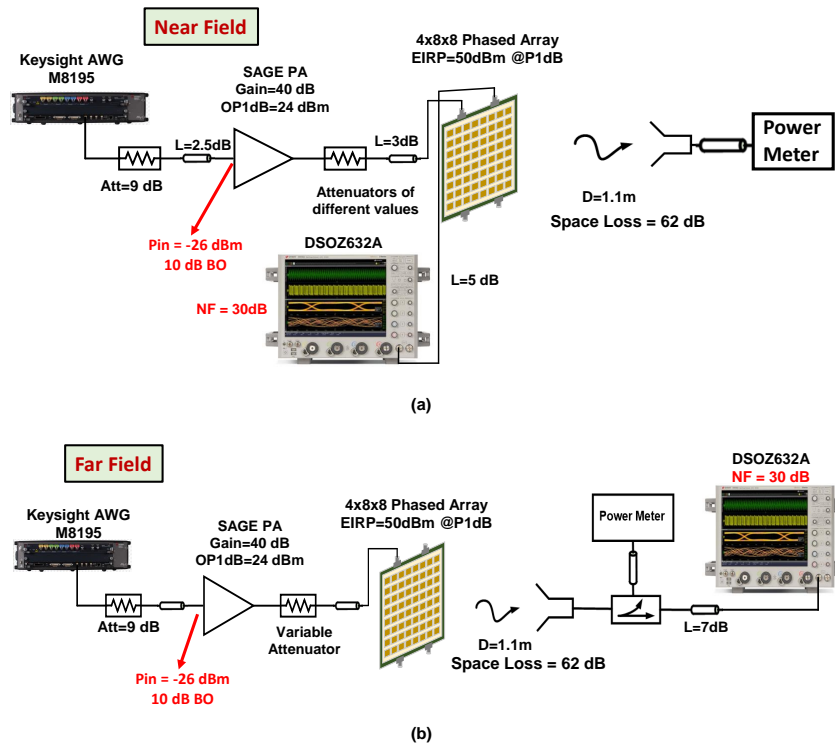 Near Field
Keysight AWG
M8195
SAGE PA
Gain=40 dB
OP1dB=24 dBm
4x8x8 Phased Array
EIRP=50dBm @P1dB
L=2.5dB
L=3dB
Att=9 dB
Attenuators of
different values
Pin = -26 dBm
10 dB BO
DSOZ632A
NF = 30dB
L=5 dB
D=1.1m
Space Loss = 62 dB
Power
Meter
(a)
Far Field
Keysight AWG
M8195
SAGE PA
Gain=40 dB
OP1dB=24 dBm
4x8x8 Phased Array
EIRP=50dBm @P1dB
Att=9 dB
Variable
Attenuator
Pin = -26 dBm
10 dB BO
D=1.1m
Space Loss = 62 dB
Power Meter
L=7dB
DSOZ632A
NF = 30 dB
(b)